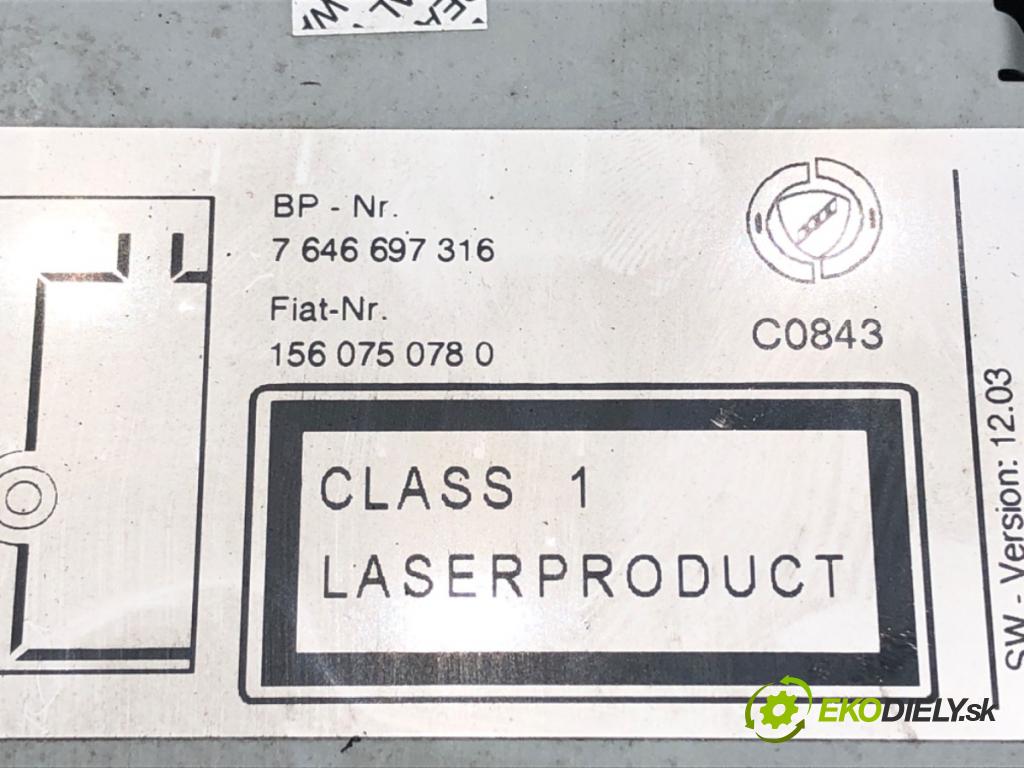 BP - Nr.
7 646 697 316
Fiat-Nr.
156 075 078 0
C0843
CLASS 1
LASERPRODUCT
SW - Version: 12.03
EKODIELY.sk